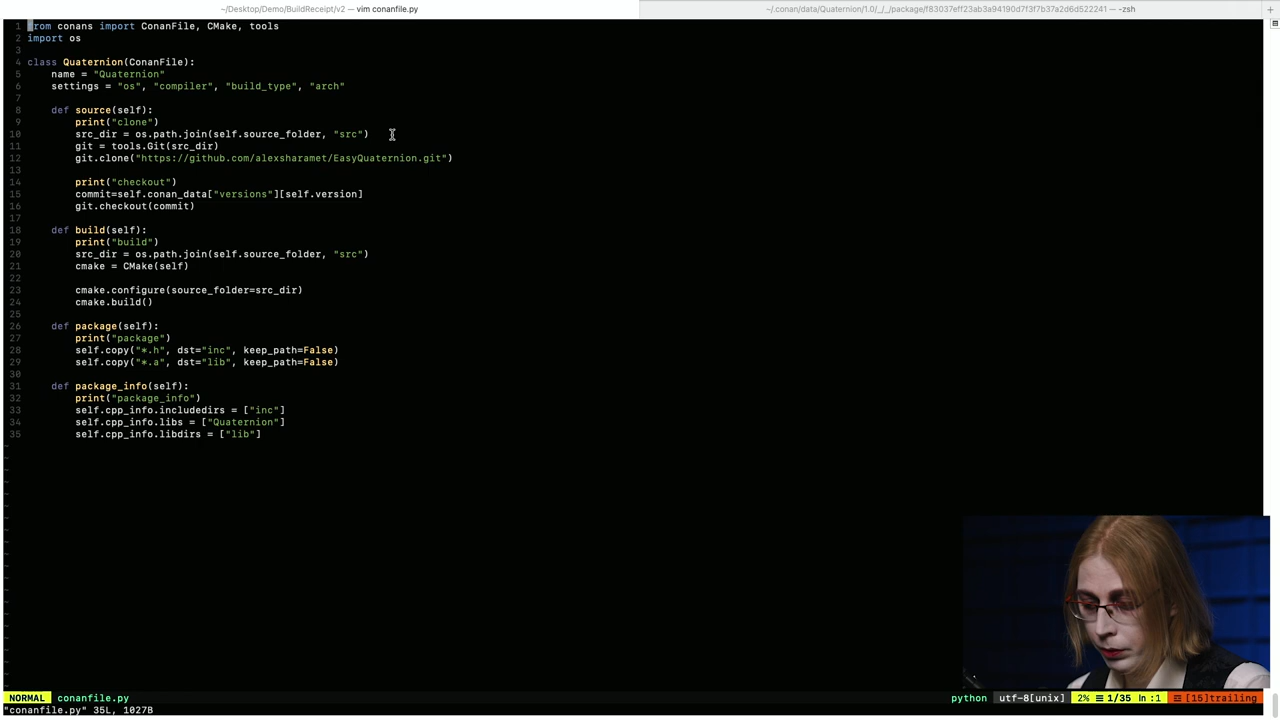 ~/Desktop/Demo/BuildReceipt/v2 — vim conanfile.py
~/.conan/data/Quaternion/1.0/_/_/package/f83037eff23ab3a94190d7f3f7b37a2d6d522241 — -zsh
1 from conans import ConanFile, CMake, tools
2 import os
3
4 class Quaternion(ConanFile):
5     name = "Quaternion"
6     settings = "os", "compiler", "build_type", "arch"
7
8     def source(self):
9         print("clone")
10         src_dir = os.path.join(self.source_folder, "src")
11         git = tools.Git(src_dir)
12         git.clone("https://github.com/alexsharamet/EasyQuaternion.git")
13
14         print("checkout")
15         commit=self.conan_data["versions"][self.version]
16         git.checkout(commit)
17
18     def build(self):
19         print("build")
20         src_dir = os.path.join(self.source_folder, "src")
21         cmake = CMake(self)
22
23         cmake.configure(source_folder=src_dir)
24         cmake.build()
25
26     def package(self):
27         print("package")
28         self.copy("*.h", dst="inc", keep_path=False)
29         self.copy("*.a", dst="lib", keep_path=False)
30
31     def package_info(self):
32         print("package_info")
33         self.cpp_info.includedirs = ["inc"]
34         self.cpp_info.libs = ["Quaternion"]
35         self.cpp_info.libdirs = ["lib"]
NORMAL conanfile.py python utf-8[unix] 2% ☰ 1/35 ㏑:1 ☲ [15]trailing
"conanfile.py" 35L, 1027B